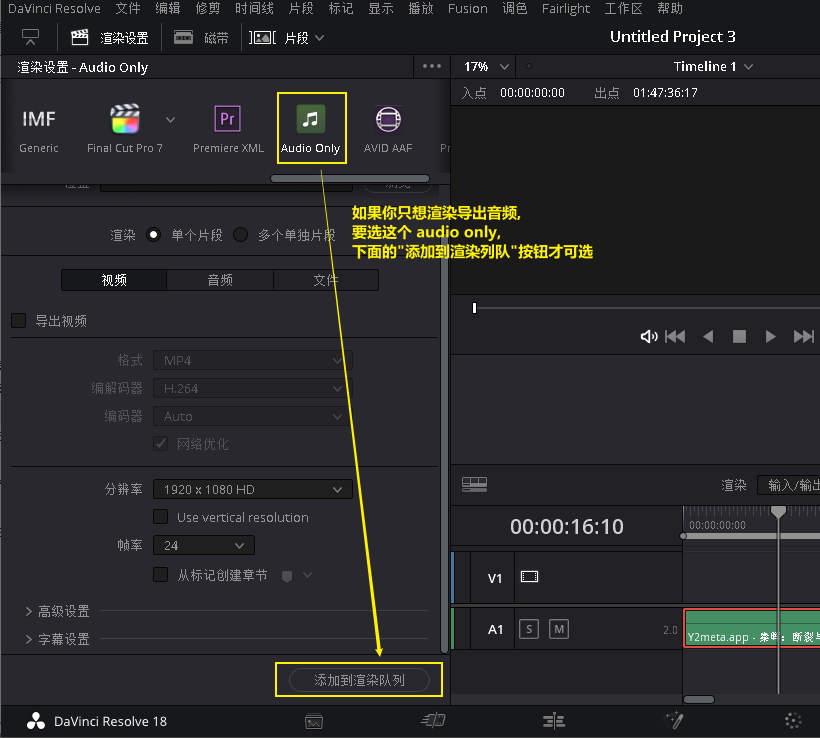 DaVinci Resolve 文件 编辑 修剪 时间线 片段 标记 显示 播放 Fusion 调色 Fairlight 工作区 帮助
渲染设置 磁带 片段 Untitled Project 3
渲染设置 - Audio Only 17% Timeline 1
入点 00:00:00:00 出点 01:47:36:17
IMF Pr
Generic Final Cut Pro 7 Premiere XML Audio Only AVID AAF Pr
如果你只想渲染导出音频,
要选这个 audio only,
下面的"添加到渲染列队"按钮才可选
渲染 单个片段 多个单独片段
视频 音频 文件
导出视频
格式 MP4
编解码器 H.264
编码器 Auto
网络优化
分辨率 1920 x 1080 HD
渲染 输入/输出
Use vertical resolution
00:00:16:10 00:00:00:00
帧率 24
从标记创建章节
V1
高级设置
A1 S M 2.0
Y2meta.app -
字幕设置
添加到渲染队列
DaVinci Resolve 18